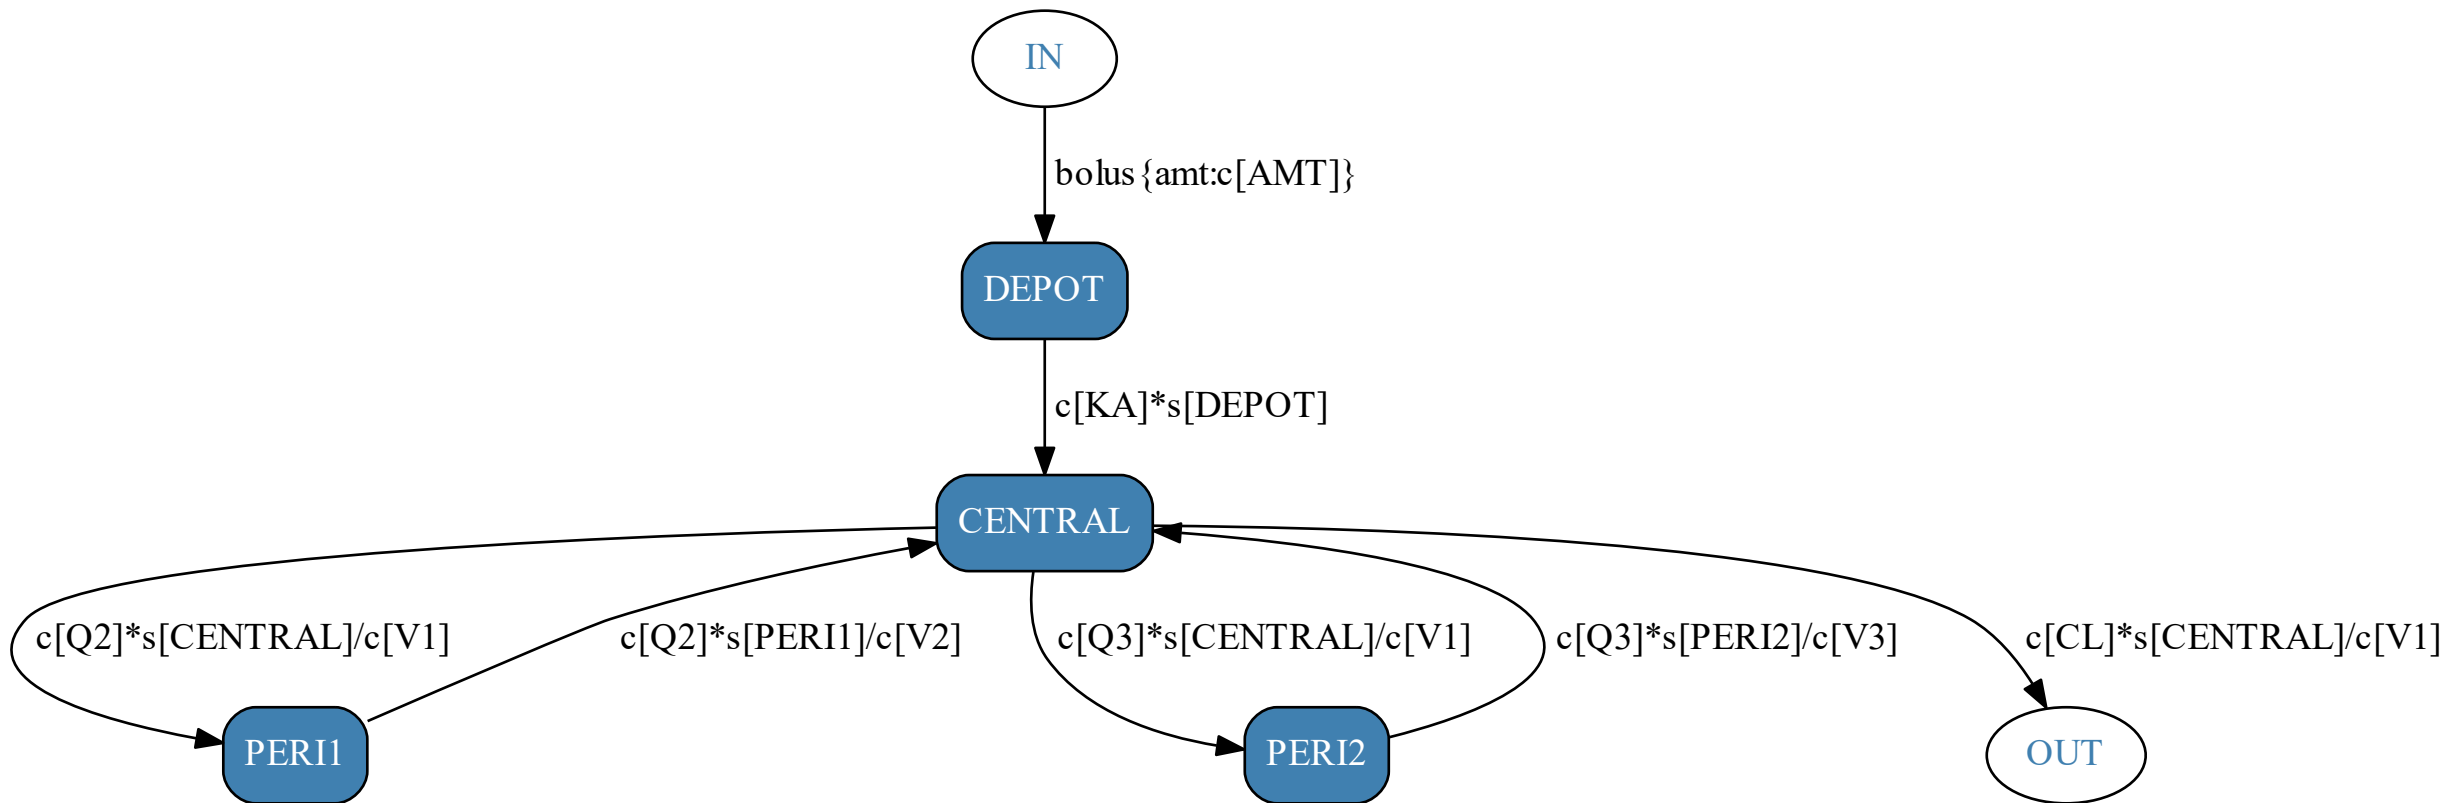 IN
bolus{amt:c[AMT]}
DEPOT
c[KA]*s[DEPOT]
CENTRAL
c[Q2]*s[CENTRAL]/c[V1]
c[Q2]*s[PERI1]/c[V2]
c[Q3]*s[CENTRAL]/c[V1]
c[Q3]*s[PERI2]/c[V3]
c[CL]*s[CENTRAL]/c[V1]
PERI1
PERI2
OUT